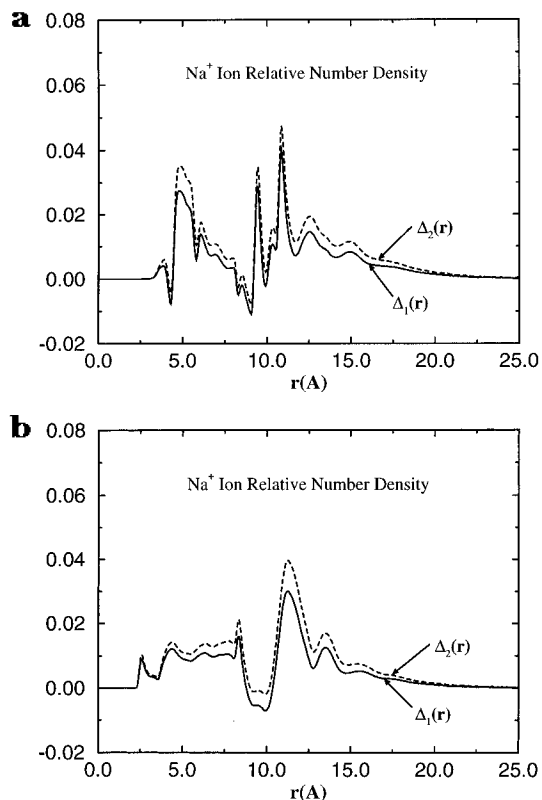 a
0.08
0.06
0.04
0.02
0.00
-0.02
Na+ Ion Relative Number Density
Δ2(r)
Δ1(r)
0.0 5.0 10.0 15.0 20.0 25.0
r(A)
b
0.08
0.06
0.04
0.02
0.00
-0.02
Na+ Ion Relative Number Density
Δ2(r)
Δ1(r)
0.0 5.0 10.0 15.0 20.0 25.0
r(A)